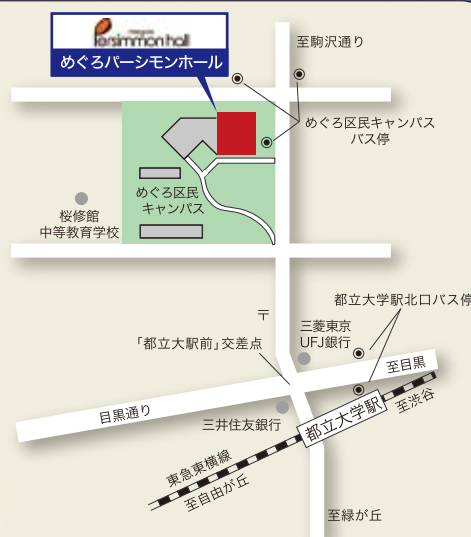 Persimmon hall
めぐろパーシモンホール
至駒沢通り
めぐろ区民キャンパス
バス停
めぐろ区民
キャンパス
桜修館
中等教育学校
都立大学駅北口バス停
〒
三菱東京
UFJ銀行
「都立大駅前」交差点
至目黒
目黒通り
三井住友銀行
都立大学駅
至渋谷
東急東横線
至自由が丘
至緑が丘